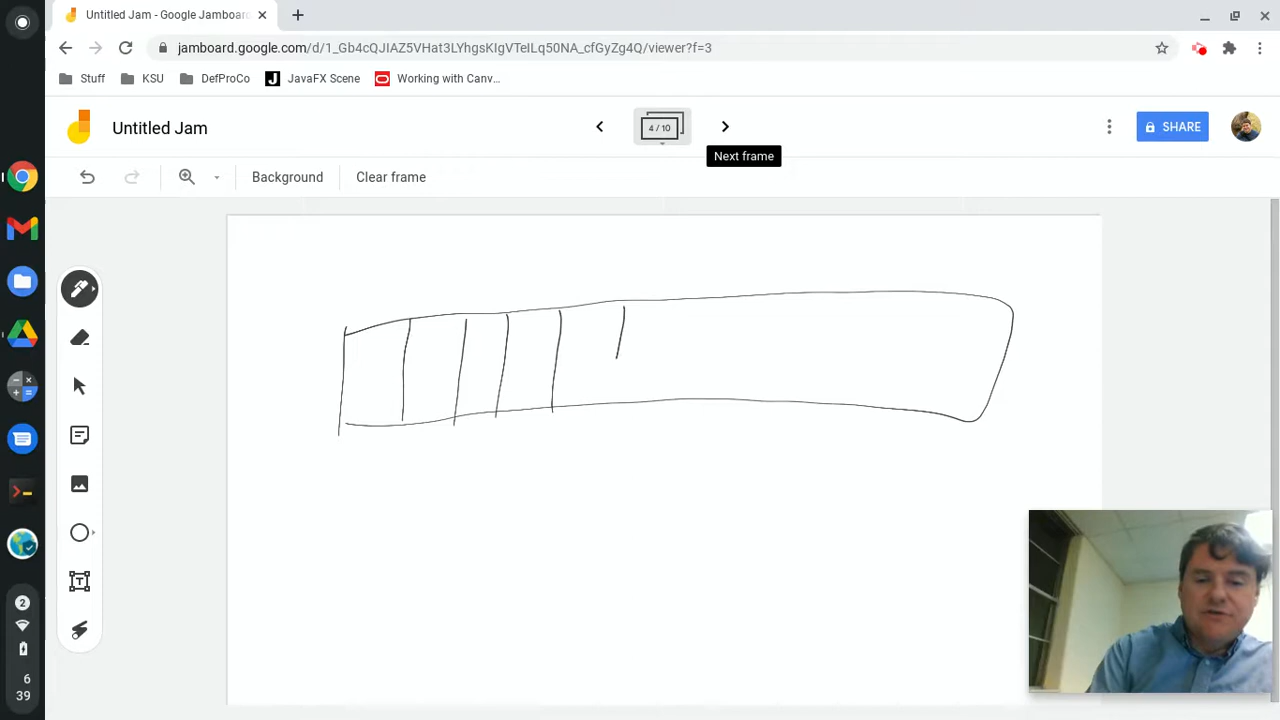 Untitled Jam - Google Jamboard
jamboard.google.com/d/1_Gb4cQJIAZ5VHat3LYhgsKIgVTeILq50NA_cfGyZg4Q/viewer?f=3
Stuff
KSU
DefProCo
JavaFX Scene
Working with Canv...
Untitled Jam
4 / 10
SHARE
Next frame
Background
Clear frame
2
6
39